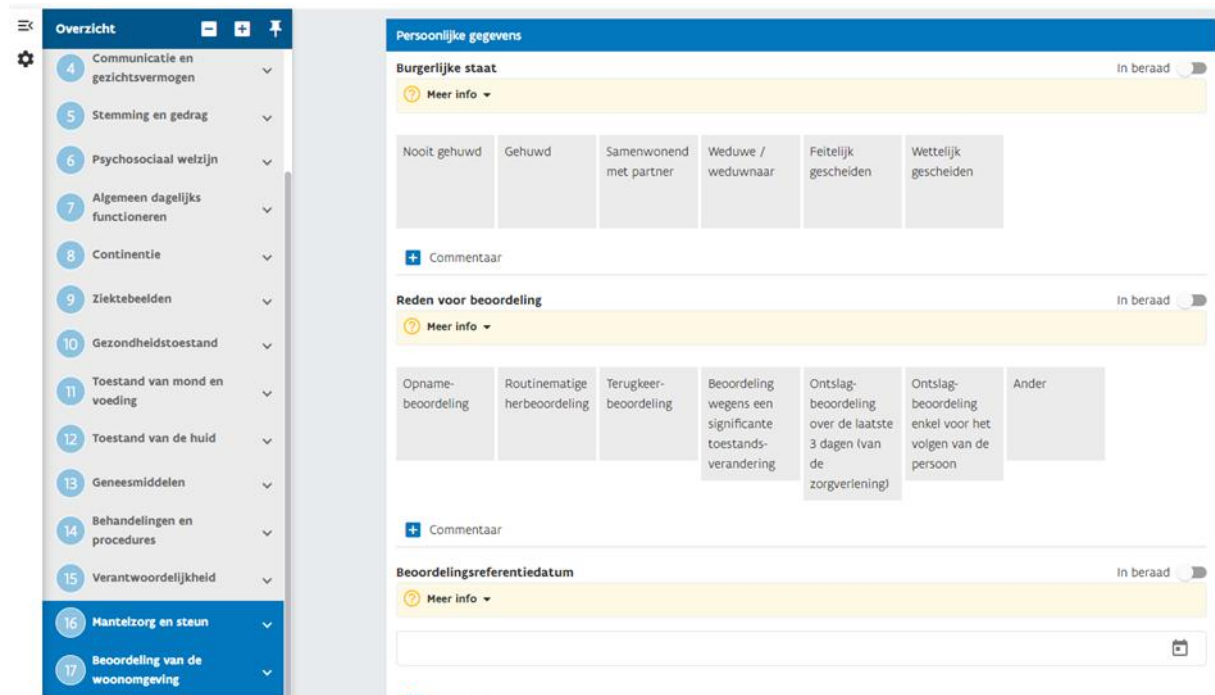 Overzicht
4
Communicatie en
gezichtsvermogen
5
Stemming en gedrag
6
Psychosociaal welzijn
7
Algemeen dagelijks
functioneren
8
Continentie
9
Ziektebeelden
10
Gezondheidstoestand
11
Toestand van mond en
voeding
12
Toestand van de huid
13
Geneesmiddelen
14
Behandelingen en
procedures
15
Verantwoordelijkheid
16
Mantelzorg en steun
17
Beoordeling van de
woonomgeving
Persoonlijke gegevens
Burgerlijke staat
In beraad
Meer info
Nooit gehuwd
Gehuwd
Samenwonend
met partner
Weduwe /
weduwnaar
Feitelijk
gescheiden
Wettelijk
gescheiden
Commentaar
Reden voor beoordeling
In beraad
Meer info
Opname-
beoordeling
Routinematige
herbeoordeling
Terugkeer-
beoordeling
Beoordeling
wegens een
significante
toestands-
verandering
Ontslag-
beoordeling
over de laatste
3 dagen (van
de
zorgverlening)
Ontslag-
beoordeling
enkel voor het
volgen van de
persoon
Ander
Commentaar
Beoordelingsreferentiedatum
In beraad
Meer info